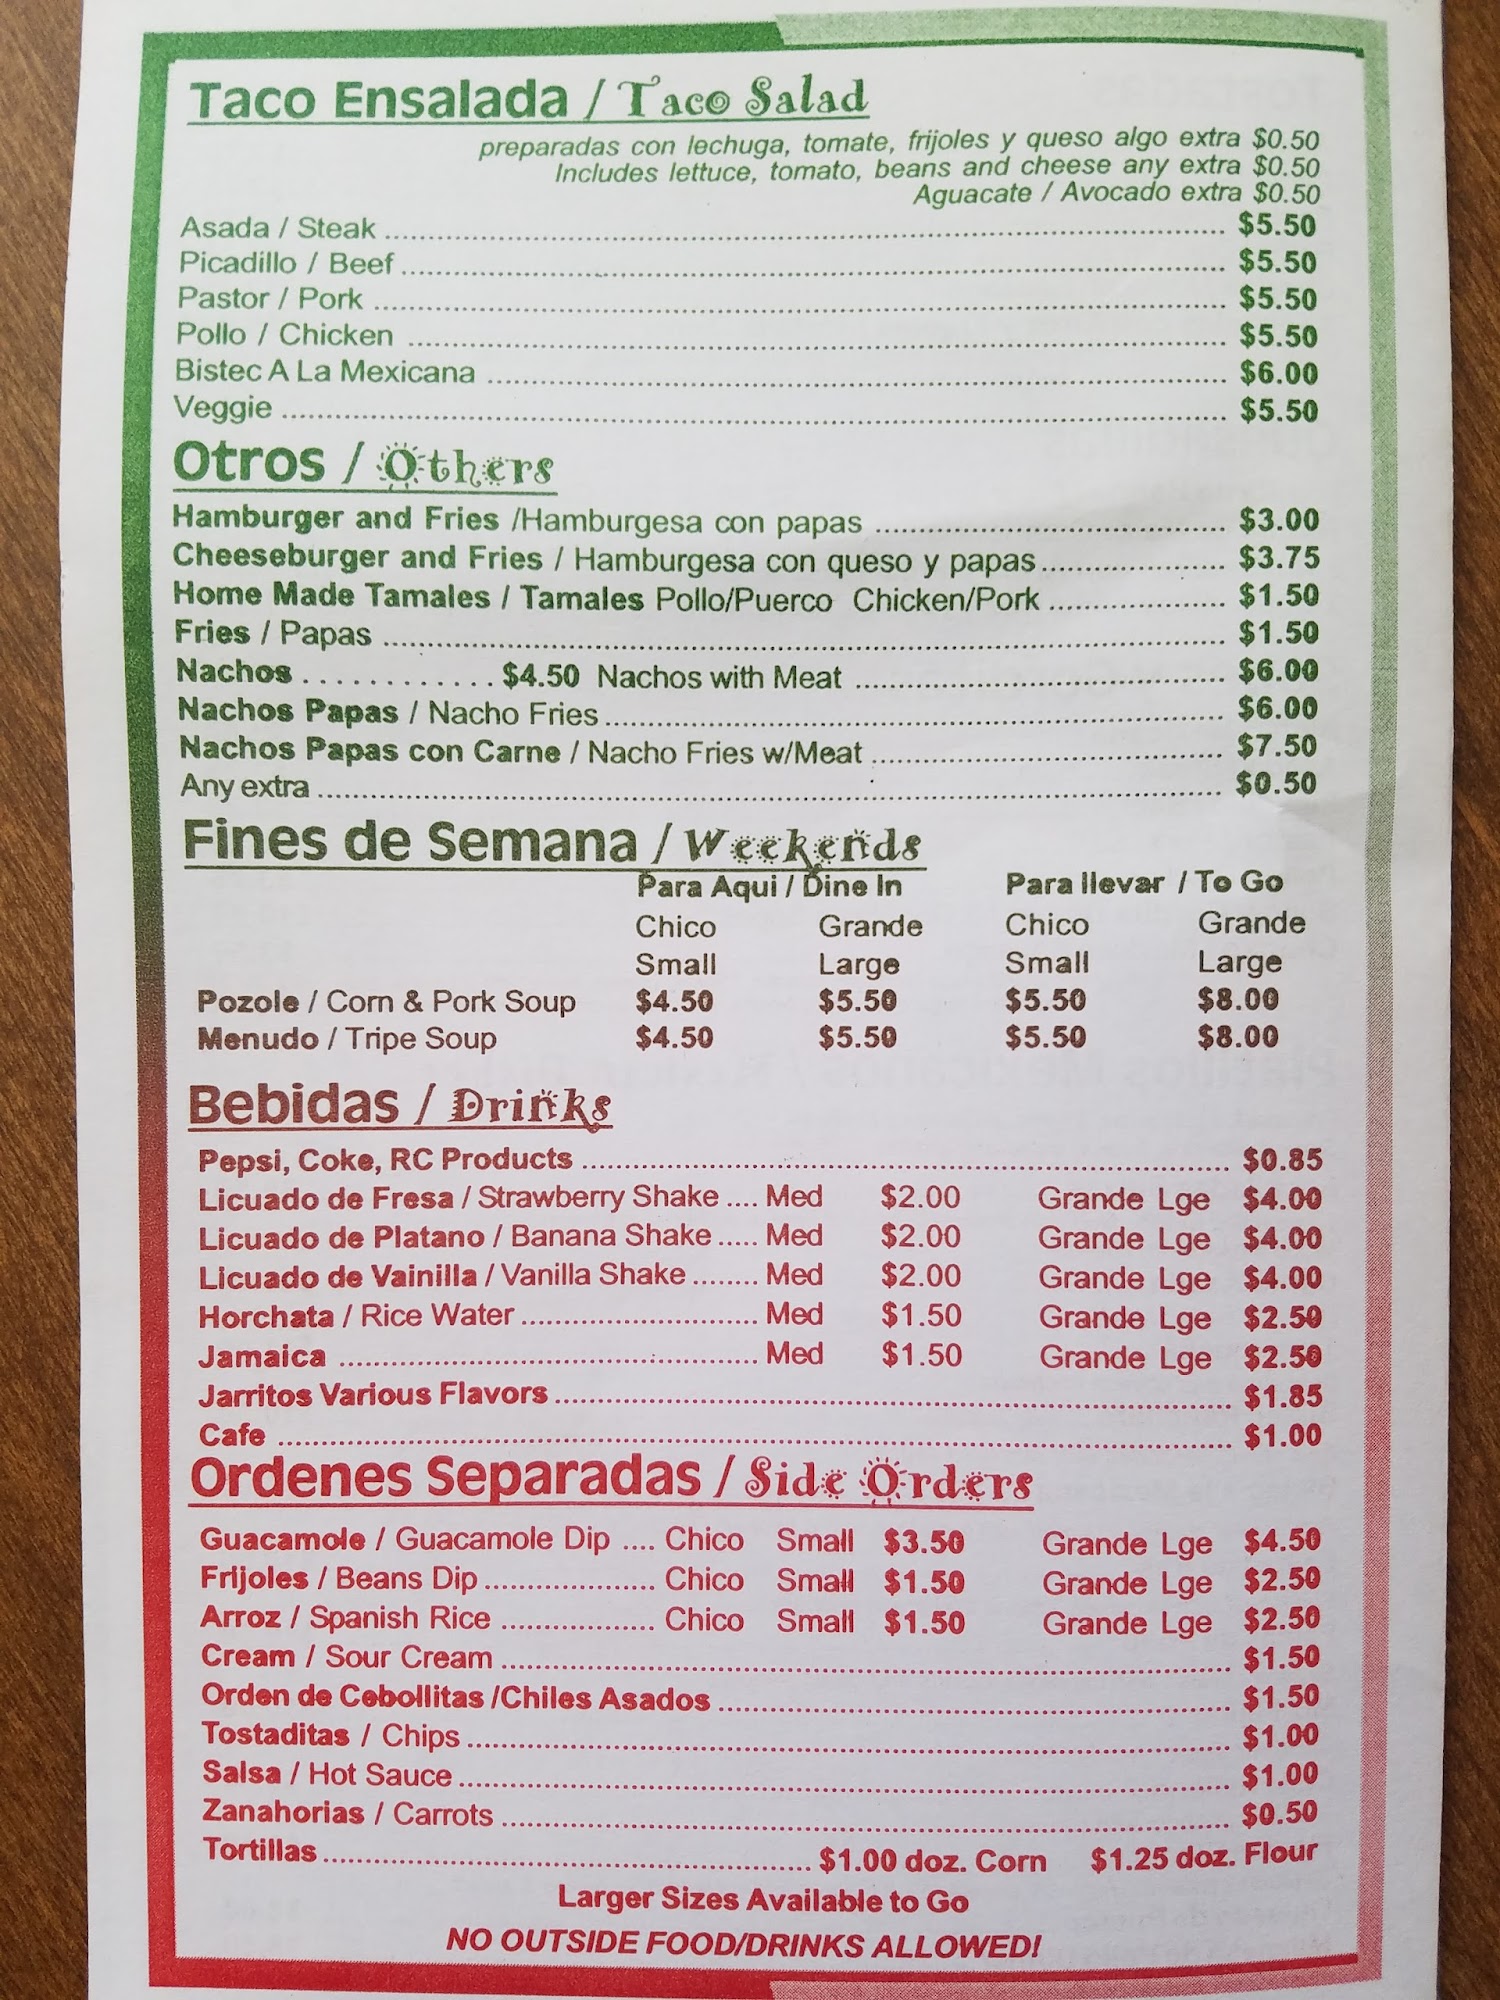 Taco Ensalada / Taco Salad
preparadas con lechuga, tomate, frijoles y queso algo extra $0.50
Includes lettuce, tomato, beans and cheese any extra $0.50
Aguacate / Avocado extra $0.50
Asada / Steak ........ $5.50
Picadillo / Beef ........ $5.50
Pastor / Pork ........ $5.50
Pollo / Chicken ........ $5.50
Bistec A La Mexicana ........ $6.00
Veggie ........ $5.50
Otros / Others
Hamburger and Fries /Hamburgesa con papas ........ $3.00
Cheeseburger and Fries / Hamburgesa con queso y papas ........ $3.75
Home Made Tamales / Tamales Pollo/Puerco Chicken/Pork ........ $1.50
Fries / Papas ........ $1.50
Nachos ............ $4.50 Nachos with Meat ........ $6.00
Nachos Papas / Nacho Fries ........ $6.00
Nachos Papas con Carne / Nacho Fries w/Meat ........ $7.50
Any extra ........ $0.50
Fines de Semana / Weekends
Para Aqui / Dine In Para llevar / To Go
Chico Grande Chico Grande
Small Large Small Large
Pozole / Corn & Pork Soup $4.50 $5.50 $5.50 $8.00
Menudo / Tripe Soup $4.50 $5.50 $5.50 $8.00
Bebidas / Drinks
Pepsi, Coke, RC Products ........ $0.85
Licuado de Fresa / Strawberry Shake .... Med $2.00 Grande Lge $4.00
Licuado de Platano / Banana Shake ..... Med $2.00 Grande Lge $4.00
Licuado de Vainilla / Vanilla Shake ........ Med $2.00 Grande Lge $4.00
Horchata / Rice Water ........ Med $1.50 Grande Lge $2.50
Jamaica ........ Med $1.50 Grande Lge $2.50
Jarritos Various Flavors ........ $1.85
Cafe ........ $1.00
Ordenes Separadas / Side Orders
Guacamole / Guacamole Dip .... Chico Small $3.50 Grande Lge $4.50
Frijoles / Beans Dip ........ Chico Small $1.50 Grande Lge $2.50
Arroz / Spanish Rice ........ Chico Small $1.50 Grande Lge $2.50
Cream / Sour Cream ........ $1.50
Orden de Cebollitas /Chiles Asados ........ $1.50
Tostaditas / Chips ........ $1.00
Salsa / Hot Sauce ........ $1.00
Zanahorias / Carrots ........ $0.50
Tortillas ........ $1.00 doz. Corn $1.25 doz. Flour
Larger Sizes Available to Go
NO OUTSIDE FOOD/DRINKS ALLOWED!